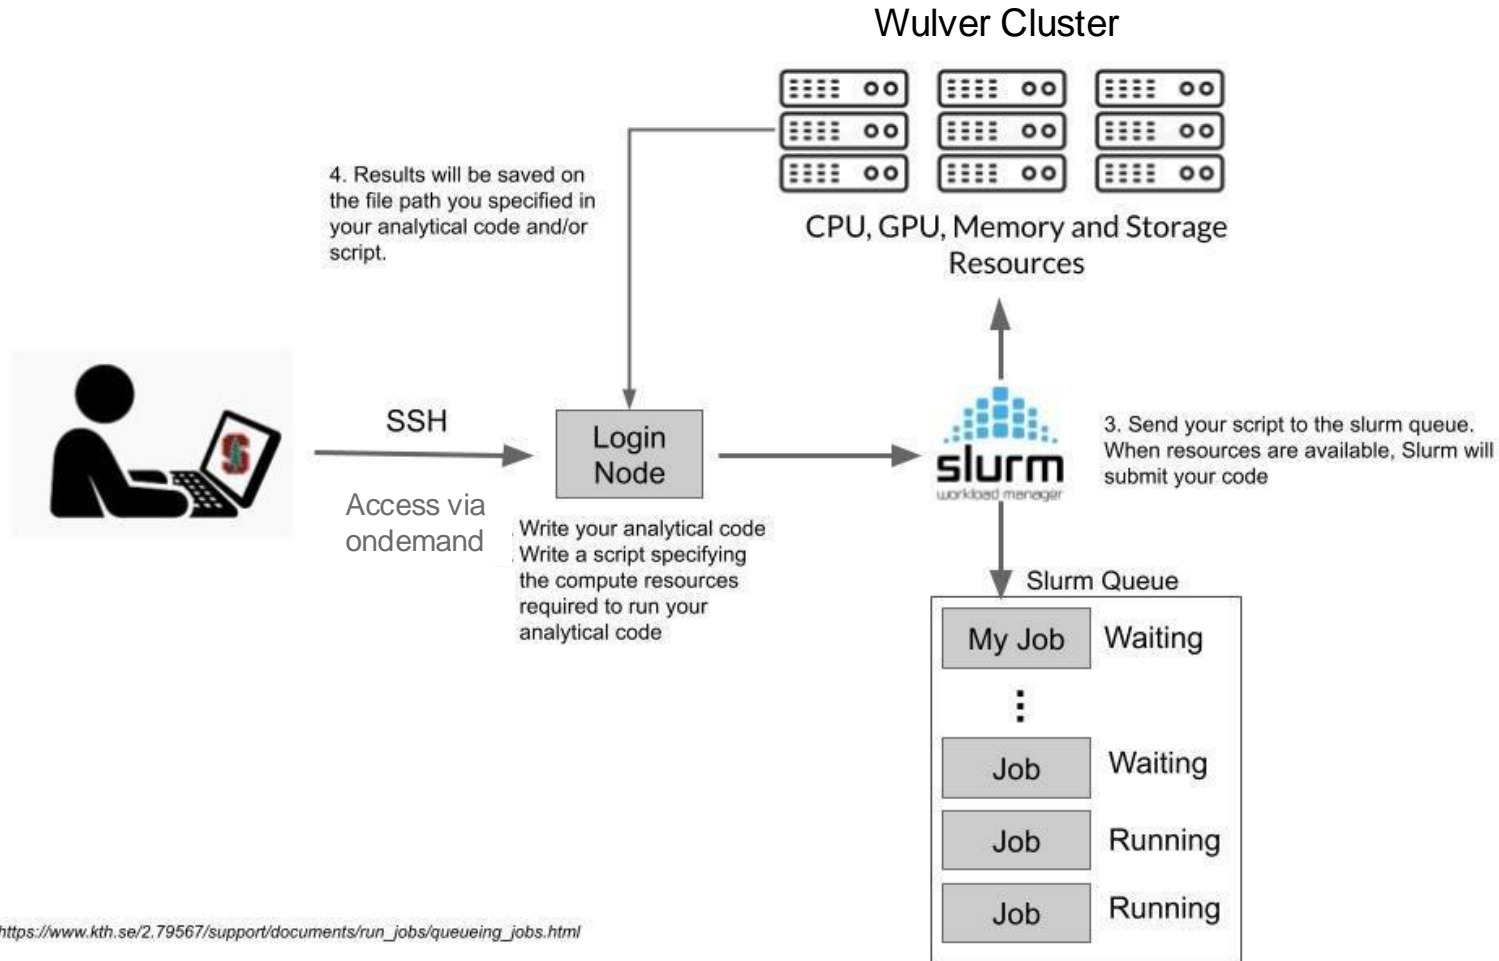 Wulver Cluster
CPU, GPU, Memory and Storage
Resources
4. Results will be saved on
the file path you specified in
your analytical code and/or
script.
S
SSH
Access via
ondemand
Login
Node
Write your analytical code
Write a script specifying
the compute resources
required to run your
analytical code
slurm
workload manager
3. Send your script to the slurm queue.
When resources are available, Slurm will
submit your code
Slurm Queue
My Job Waiting
Job Waiting
Job Running
Job Running
https://www.kth.se/2.79567/support/documents/run_jobs/queueing_jobs.html